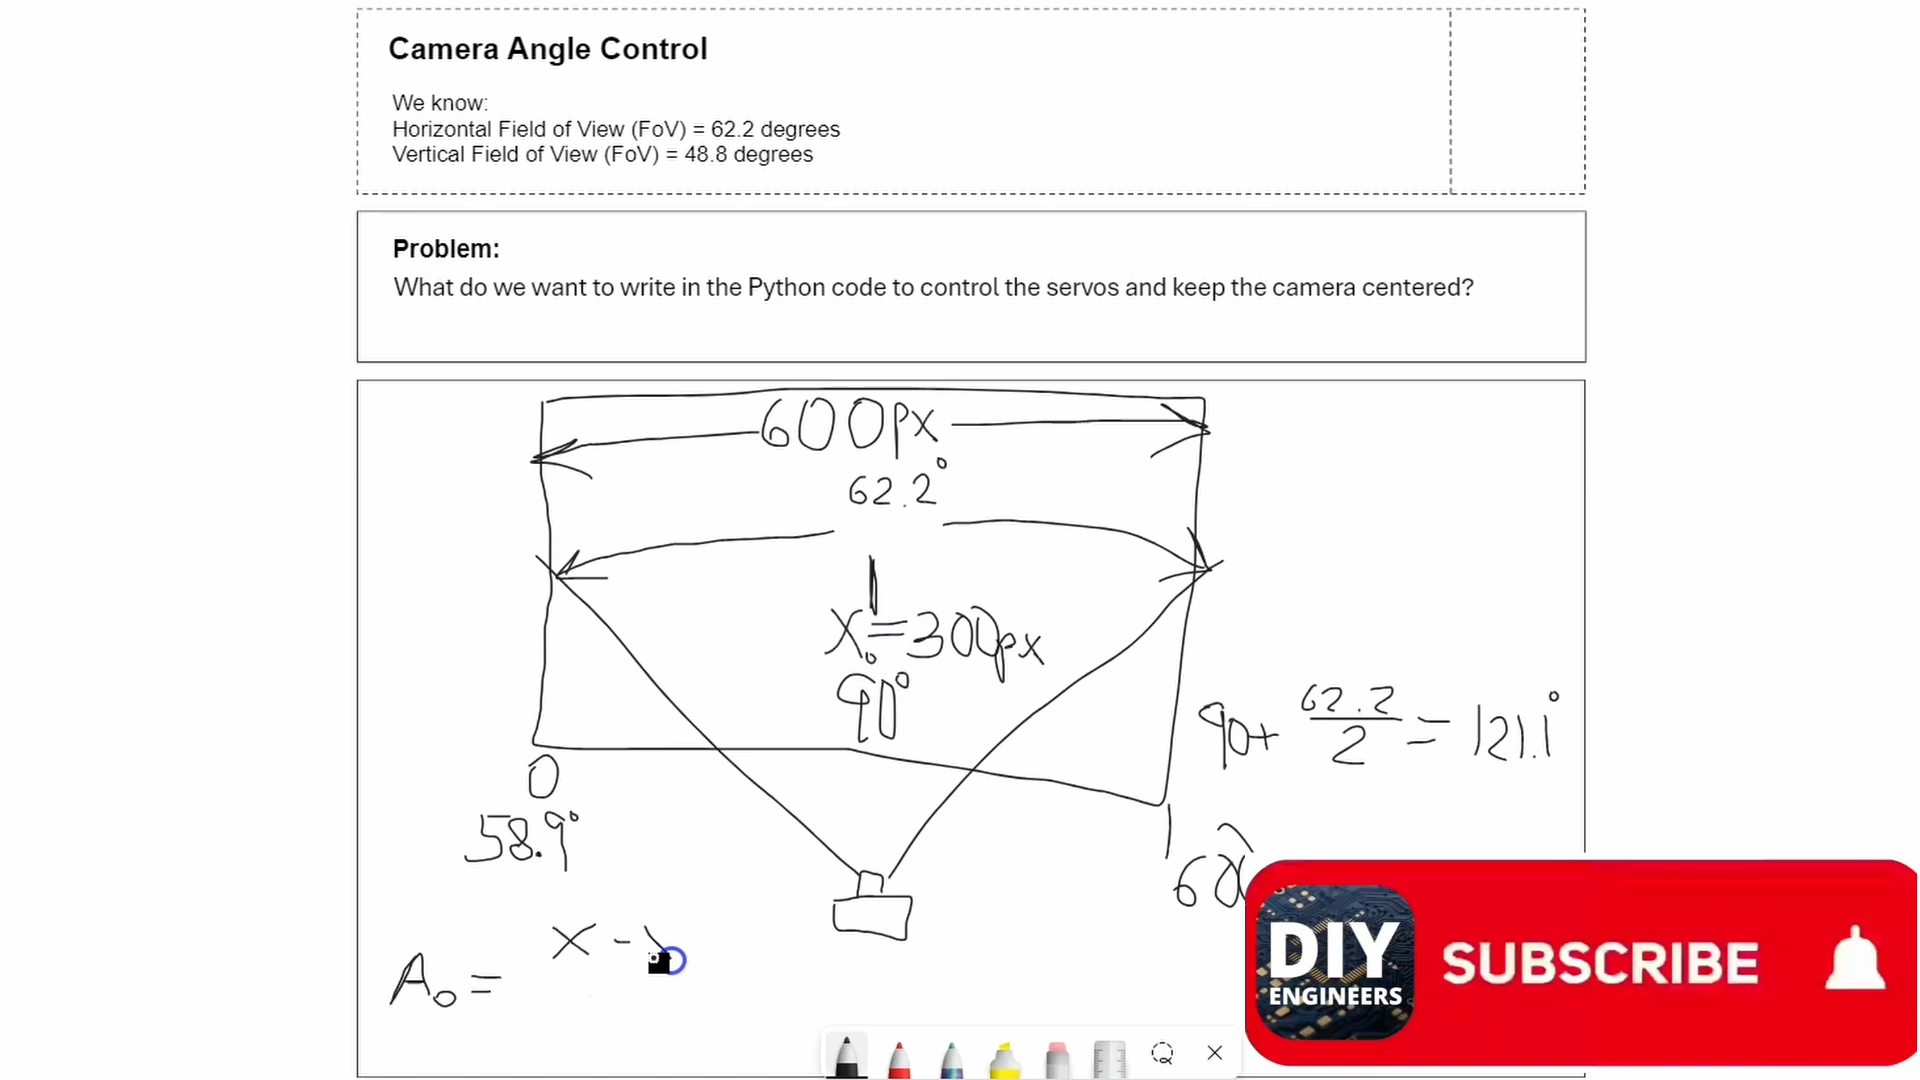 Camera Angle Control
We know:
Horizontal Field of View (FoV) = 62.2 degrees
Vertical Field of View (FoV) = 48.8 degrees
Problem:
What do we want to write in the Python code to control the servos and keep the camera centered?
600px
62.2°
x₀=300px
90°
90+ 62.2/2 = 121.1°
0
58.9°
A₀ = x -
DIY
ENGINEERS
SUBSCRIBE